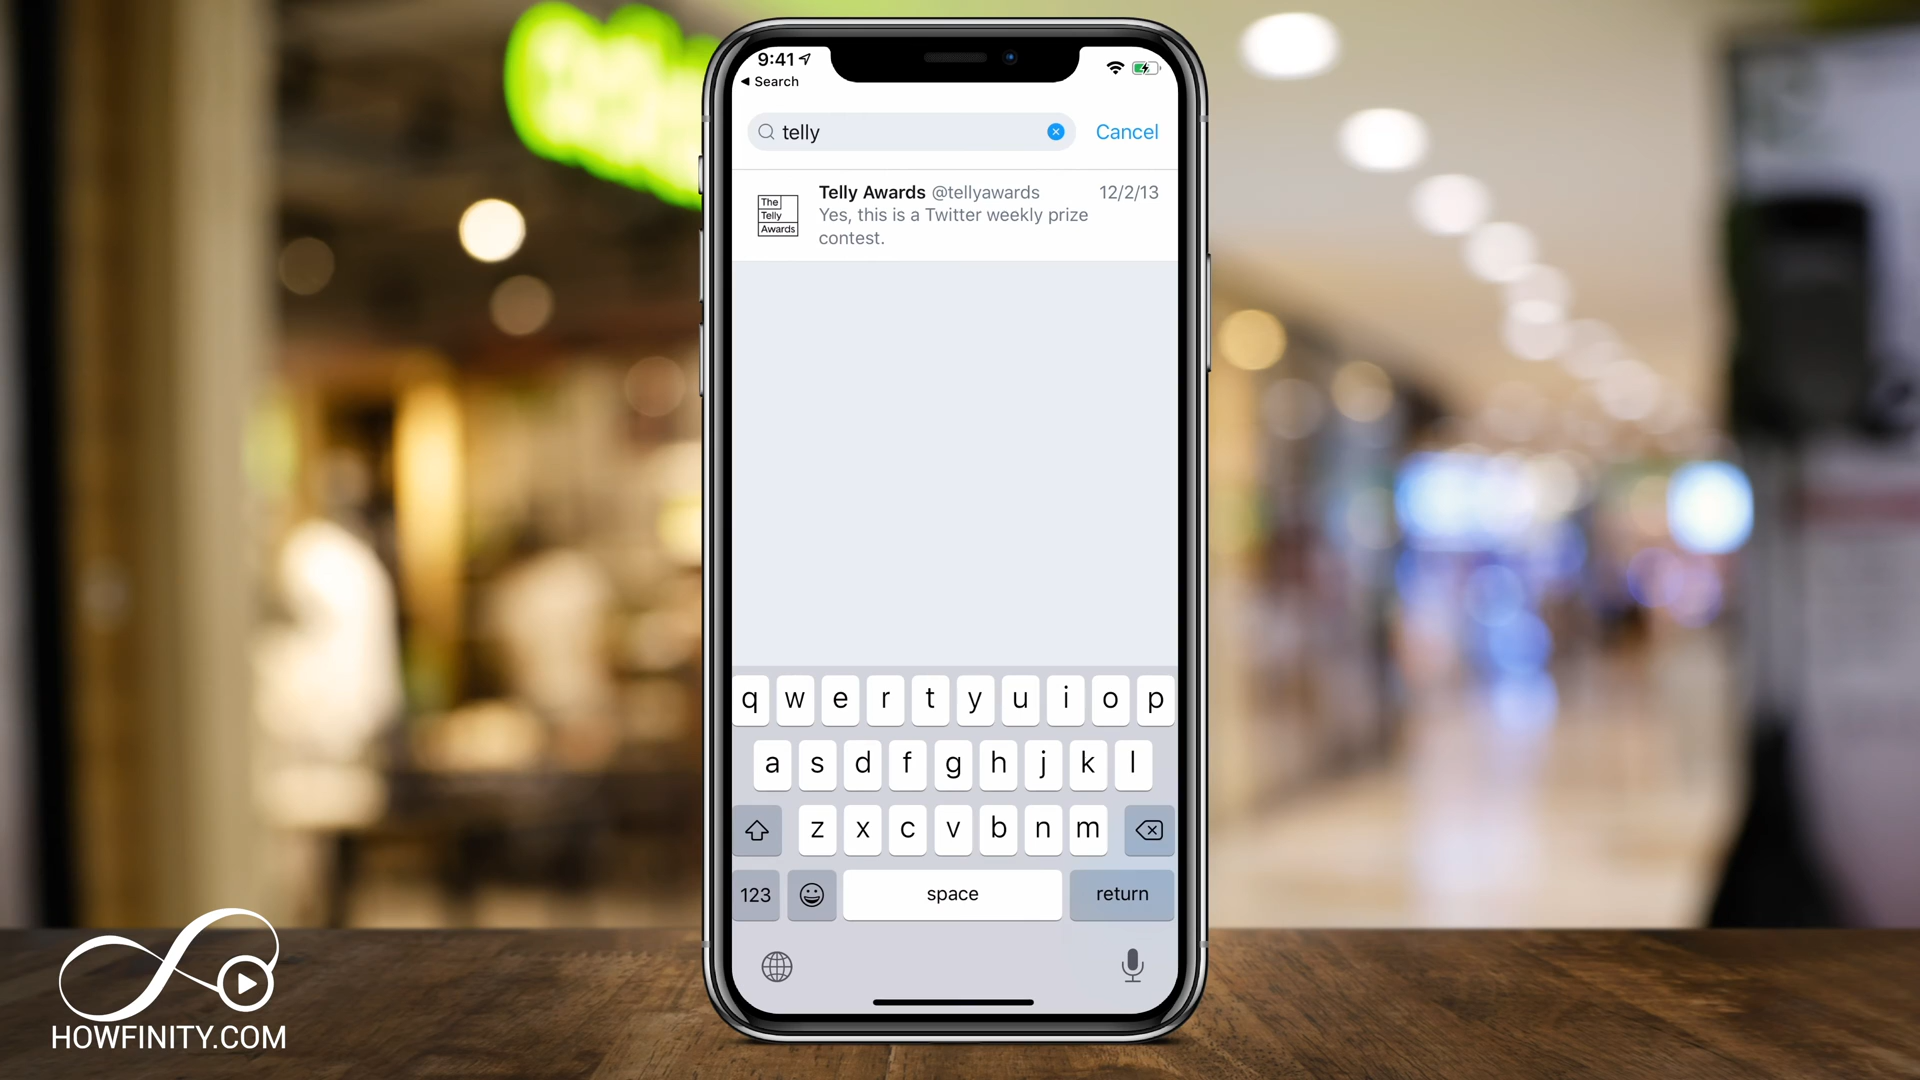 9:41
◀ Search
telly
Cancel
The
Telly
Awards
Telly Awards @tellyawards 12/2/13
Yes, this is a Twitter weekly prize
contest.
q w e r t y u i o p
a s d f g h j k l
z x c v b n m
123 space return
HOWFINITY.COM